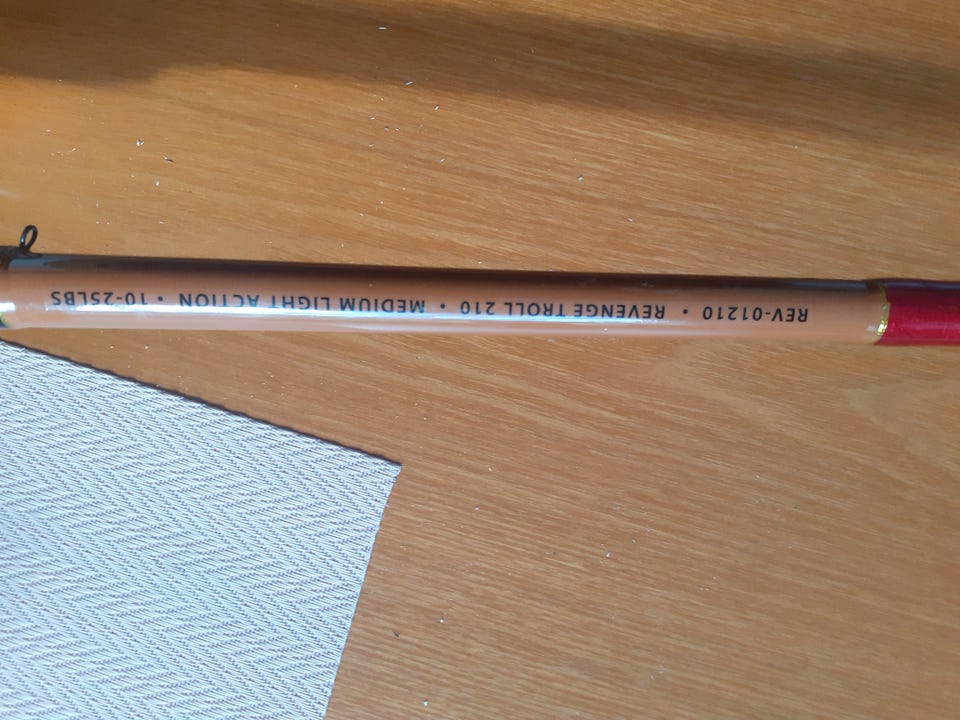 REV-01210 • REVENGE TROLL 210 • MEDIUM LIGHT ACTION • 10-25LBS